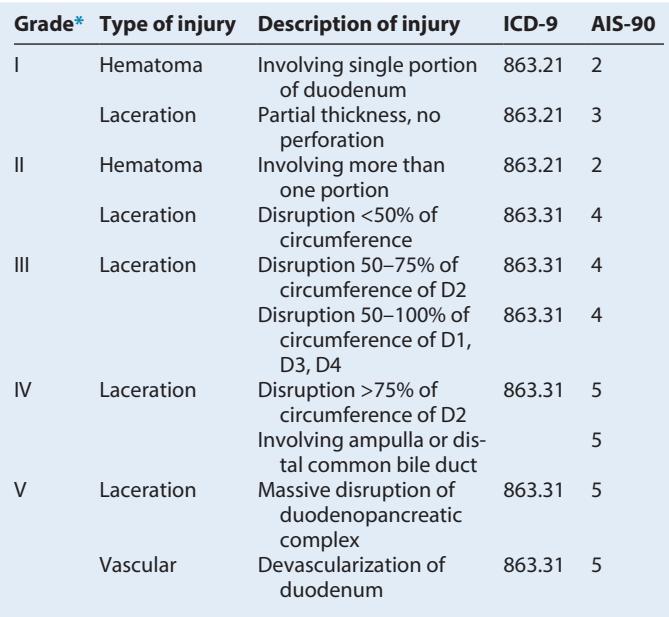 Grade* Type of injury Description of injury ICD-9 AIS-90
I Hematoma Involving single portion 863.21 2
of duodenum
Laceration Partial thickness, no 863.21 3
perforation
II Hematoma Involving more than 863.21 2
one portion
Laceration Disruption <50% of 863.31 4
circumference
III Laceration Disruption 50–75% of 863.31 4
circumference of D2
Disruption 50–100% of 863.31 4
circumference of D1,
D3, D4
IV Laceration Disruption >75% of 863.31 5
circumference of D2
Involving ampulla or dis- 5
tal common bile duct
V Laceration Massive disruption of 863.31 5
duodenopancreatic
complex
Vascular Devascularization of 863.31 5
duodenum